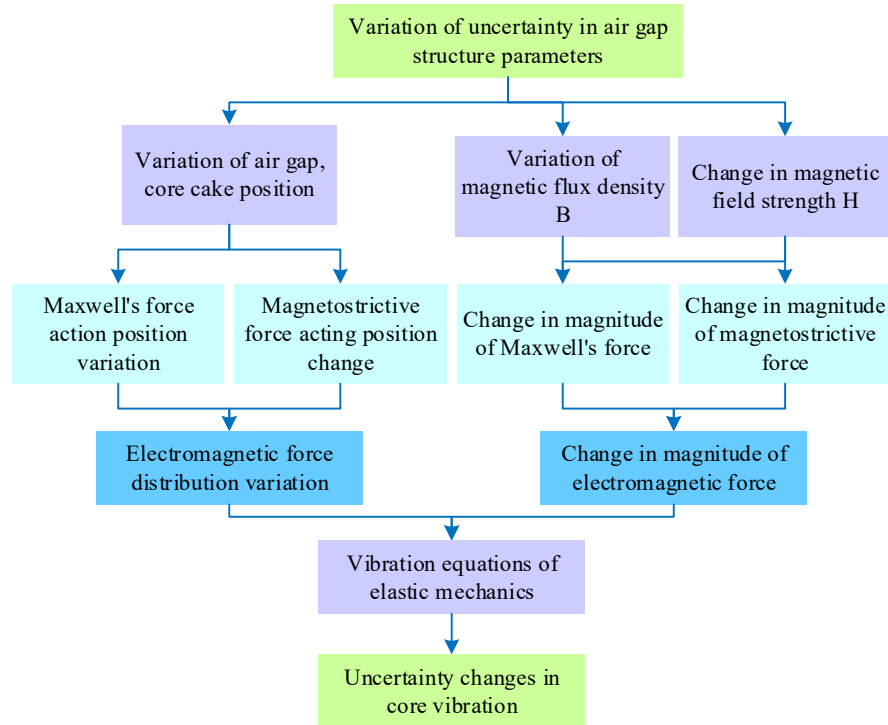 Variation of uncertainty in air gap
structure parameters
Variation of air gap,
core cake position
Variation of
magnetic flux density
B
Change in magnetic
field strength H
Maxwell's force
action position
variation
Magnetostrictive
force acting position
change
Change in magnitude
of Maxwell's force
Change in magnitude
of magnetostrictive
force
Electromagnetic force
distribution variation
Change in magnitude of
electromagnetic force
Vibration equations of
elastic mechanics
Uncertainty changes in
core vibration